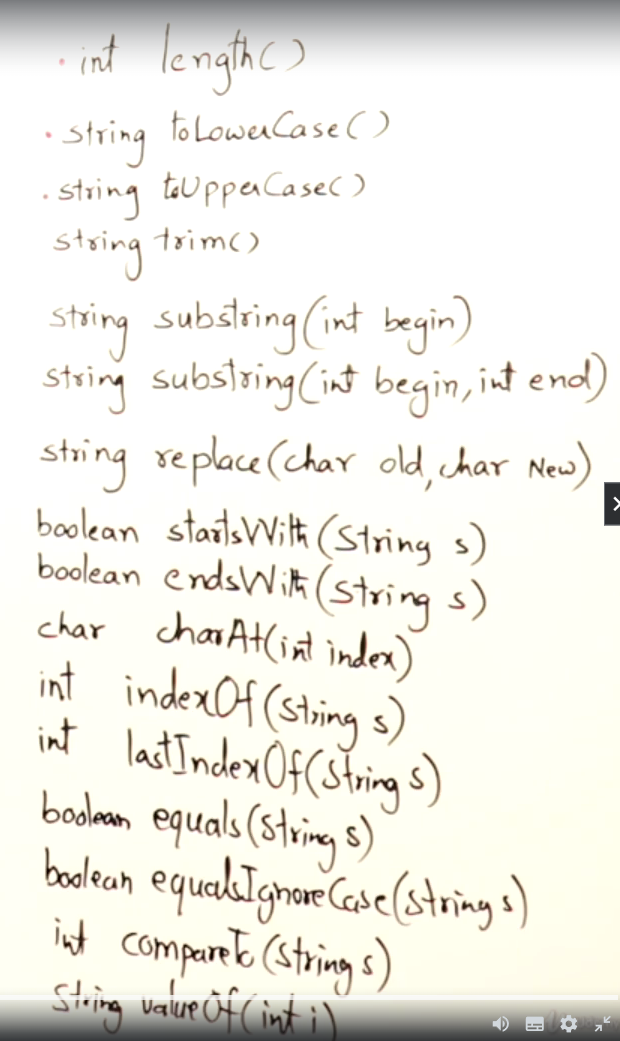 · int length()
· string toLowerCase()
· string toUpperCase()
string trim()
string substring(int begin)
string substring(int begin, int end)
string replace(char old, char New)
boolean startsWith(String s)
boolean endsWith(String s)
char charAt(int index)
int indexOf(String s)
int lastIndexOf(String s)
boolean equals(String s)
boolean equalsIgnoreCase(String s)
int compareTo(String s)
string valueOf(int i)